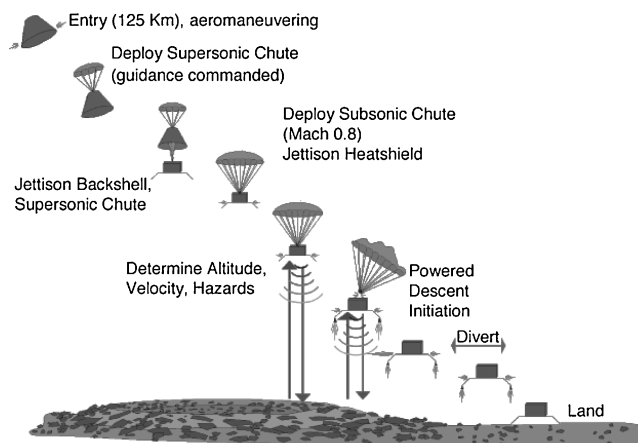 Entry (125 Km), aeromaneuvering
Deploy Supersonic Chute
(guidance commanded)
Deploy Subsonic Chute
(Mach 0.8)
Jettison Heatshield
Jettison Backshell,
Supersonic Chute
Determine Altitude,
Velocity, Hazards
Powered
Descent
Initiation
Divert
Land